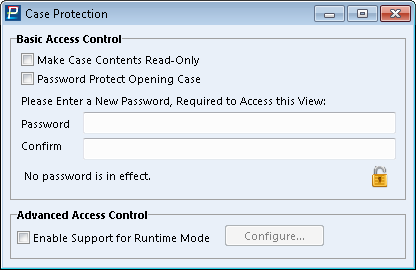 Case Protection
Basic Access Control
Make Case Contents Read-Only
Password Protect Opening Case
Please Enter a New Password, Required to Access this View:
Password
Confirm
No password is in effect.
Advanced Access Control
Enable Support for Runtime Mode
Configure...